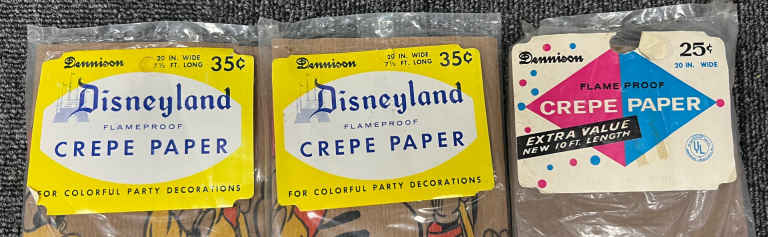 Dennison
20 IN. WIDE
7½ FT. LONG
35¢
Disneyland
FLAMEPROOF
CREPE PAPER
FOR COLORFUL PARTY DECORATIONS
Dennison
20 IN. WIDE
7½ FT. LONG
35¢
Disneyland
FLAMEPROOF
CREPE PAPER
FOR COLORFUL PARTY DECORATIONS
Dennison
25¢
20 IN. WIDE
FLAME PROOF
CREPE PAPER
EXTRA VALUE
NEW 10 FT. LENGTH
UL